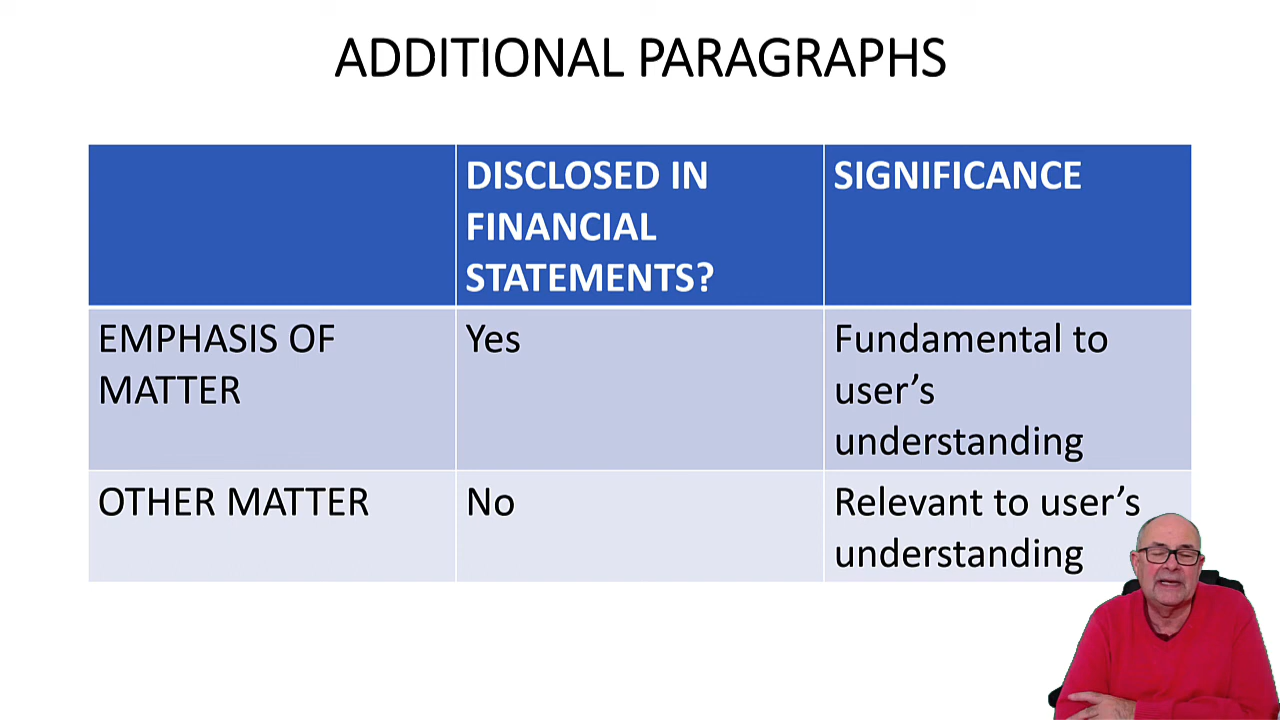 ADDITIONAL PARAGRAPHS
DISCLOSED IN
FINANCIAL
STATEMENTS?
SIGNIFICANCE
EMPHASIS OF
MATTER
Yes
Fundamental to
user’s
understanding
OTHER MATTER
No
Relevant to user’s
understanding